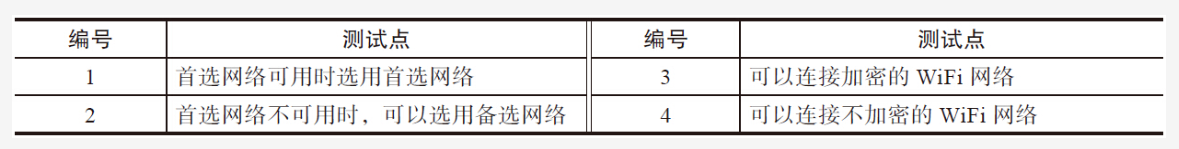 编号 测试点 编号 测试点
1 首选网络可用时选用首选网络 3 可以连接加密的 WiFi 网络
2 首选网络不可用时，可以选用备选网络 4 可以连接不加密的 WiFi 网络